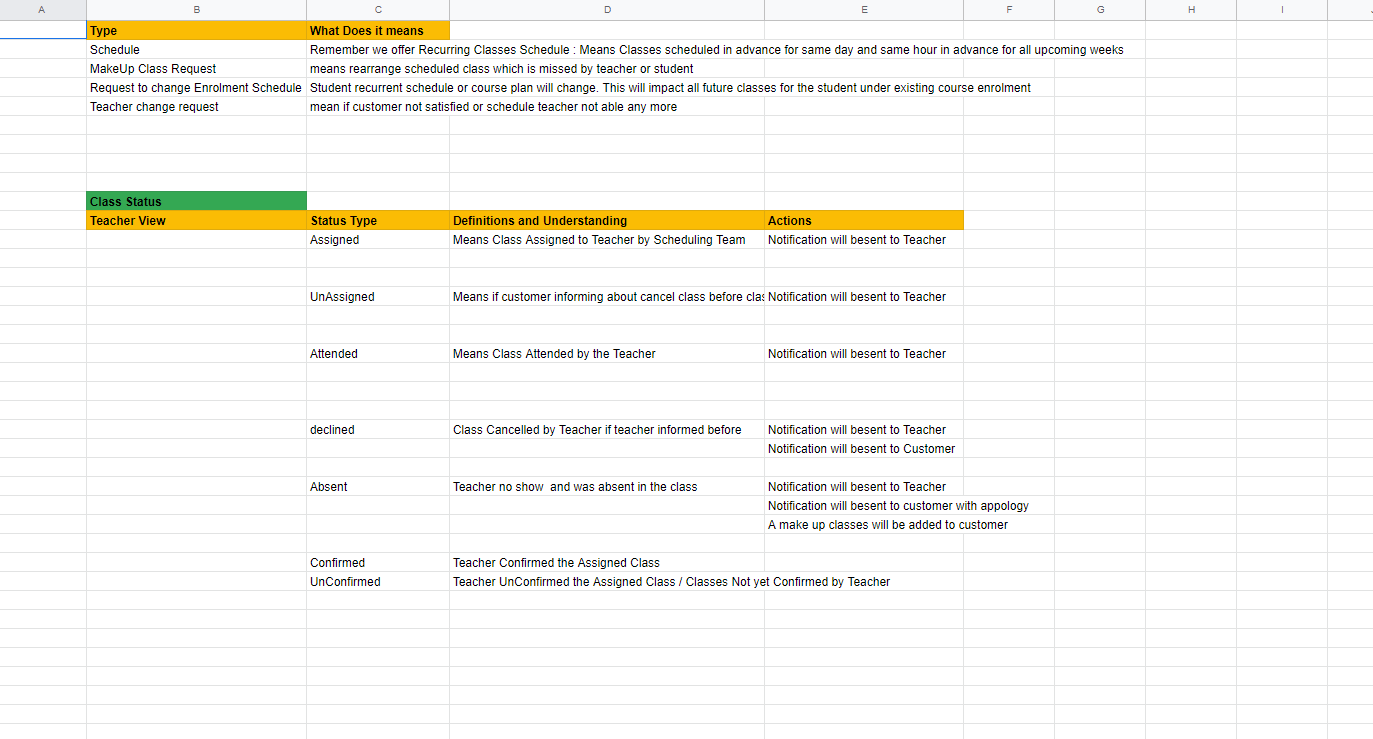 A B C D E F G H I
Type What Does it means
Schedule Remember we offer Recurring Classes Schedule : Means Classes scheduled in advance for same day and same hour in advance for all upcoming weeks
MakeUp Class Request means rearrange scheduled class which is missed by teacher or student
Request to change Enrolment Schedule Student recurrent schedule or course plan will change. This will impact all future classes for the student under existing course enrolment
Teacher change request mean if customer not satisfied or schedule teacher not able any more
Class Status
Teacher View Status Type Definitions and Understanding Actions
Assigned Means Class Assigned to Teacher by Scheduling Team Notification will besent to Teacher
UnAssigned Means if customer informing about cancel class before clas Notification will besent to Teacher
Attended Means Class Attended by the Teacher Notification will besent to Teacher
declined Class Cancelled by Teacher if teacher informed before Notification will besent to Teacher
Notification will besent to Customer
Absent Teacher no show and was absent in the class Notification will besent to Teacher
Notification will besent to customer with appology
A make up classes will be added to customer
Confirmed Teacher Confirmed the Assigned Class
UnConfirmed Teacher UnConfirmed the Assigned Class / Classes Not yet Confirmed by Teacher